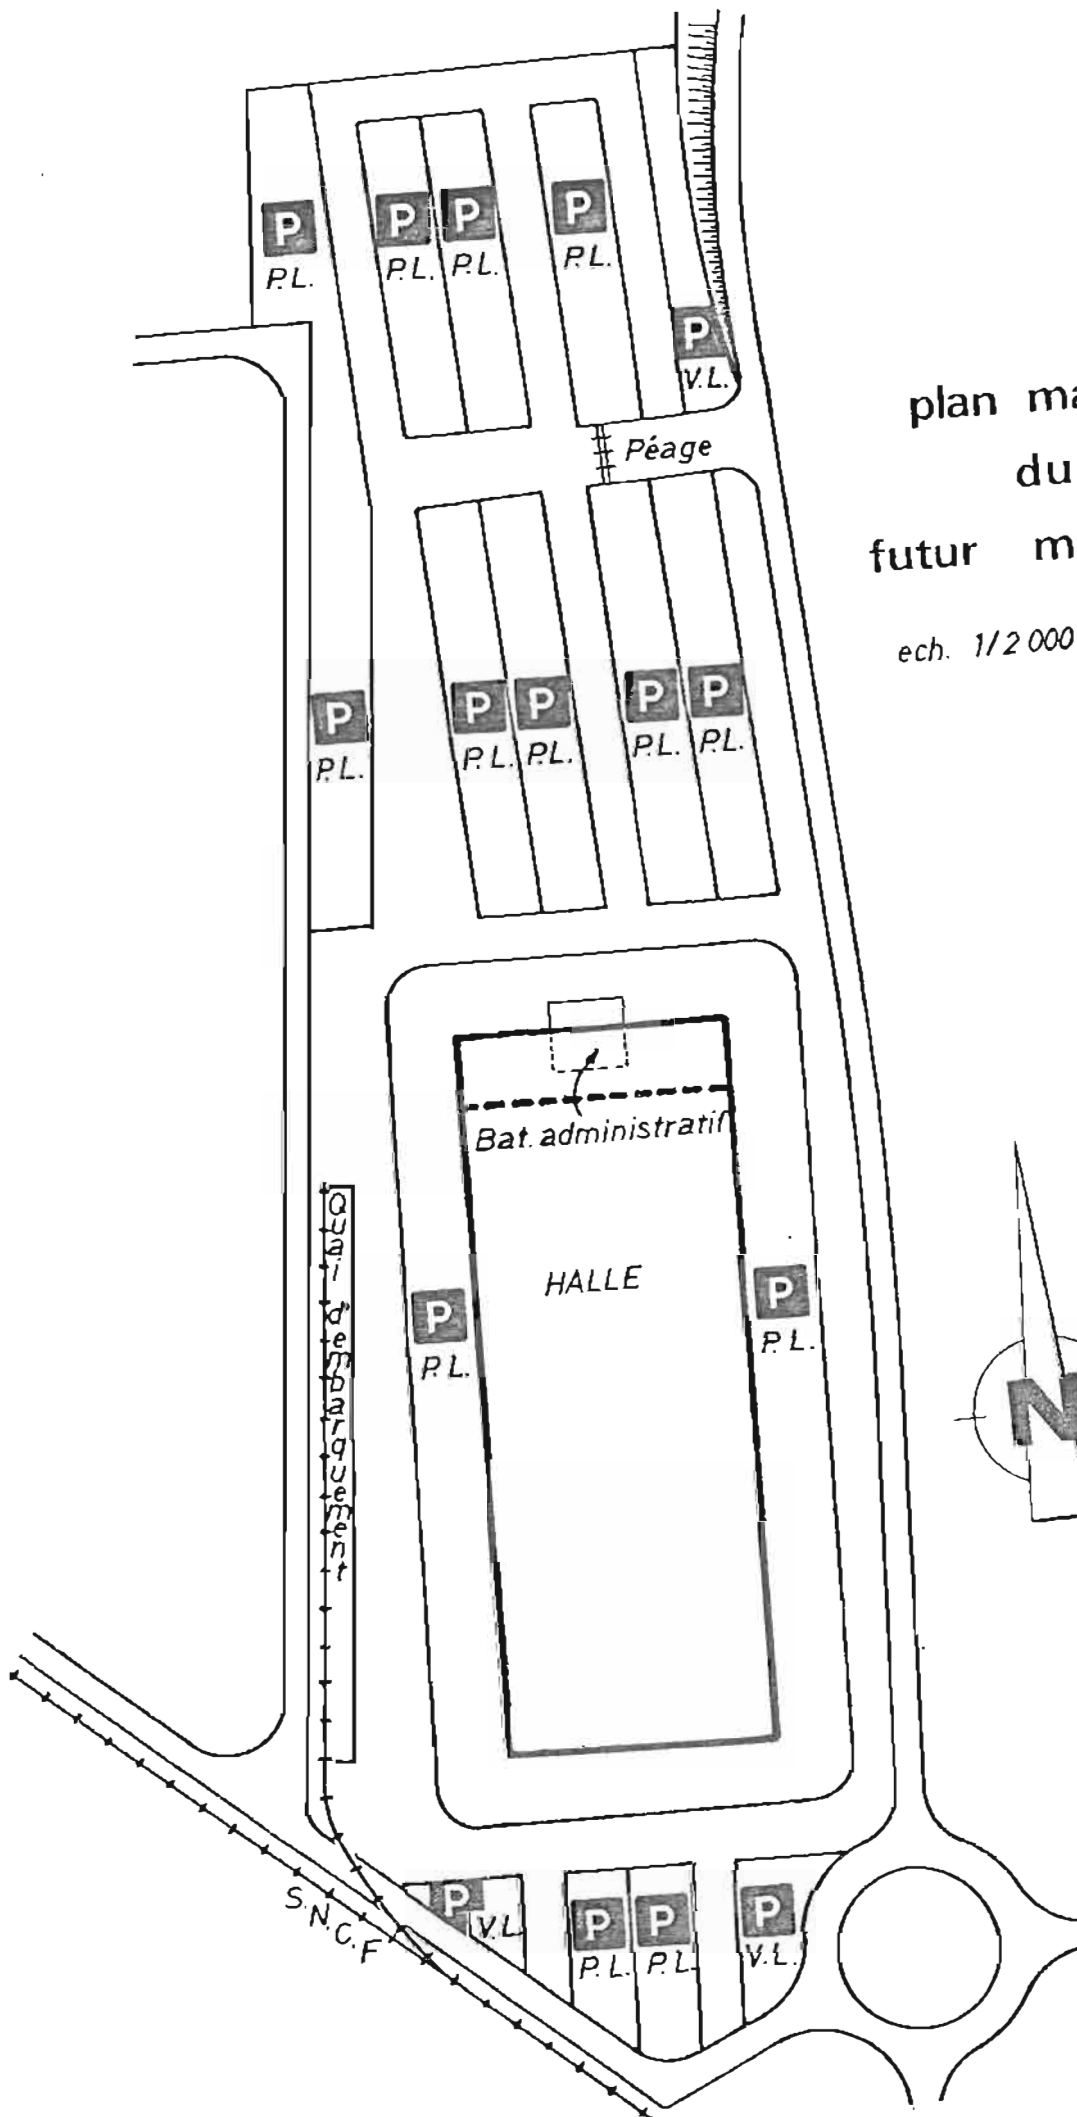 P P P P
P.L. P.L. P.L. P.L.
P
V.L.
plan ma
du
futur m
ech. 1/2 000
Péage
P P P P P
P.L. P.L. P.L. P.L. P.L.
Bat. administratif
HALLE
Quai d'embarquement
P
P.L.
P
P.L.
N
S.N.C.F
P
V.L.
P P
P.L. P.L.
P
V.L.